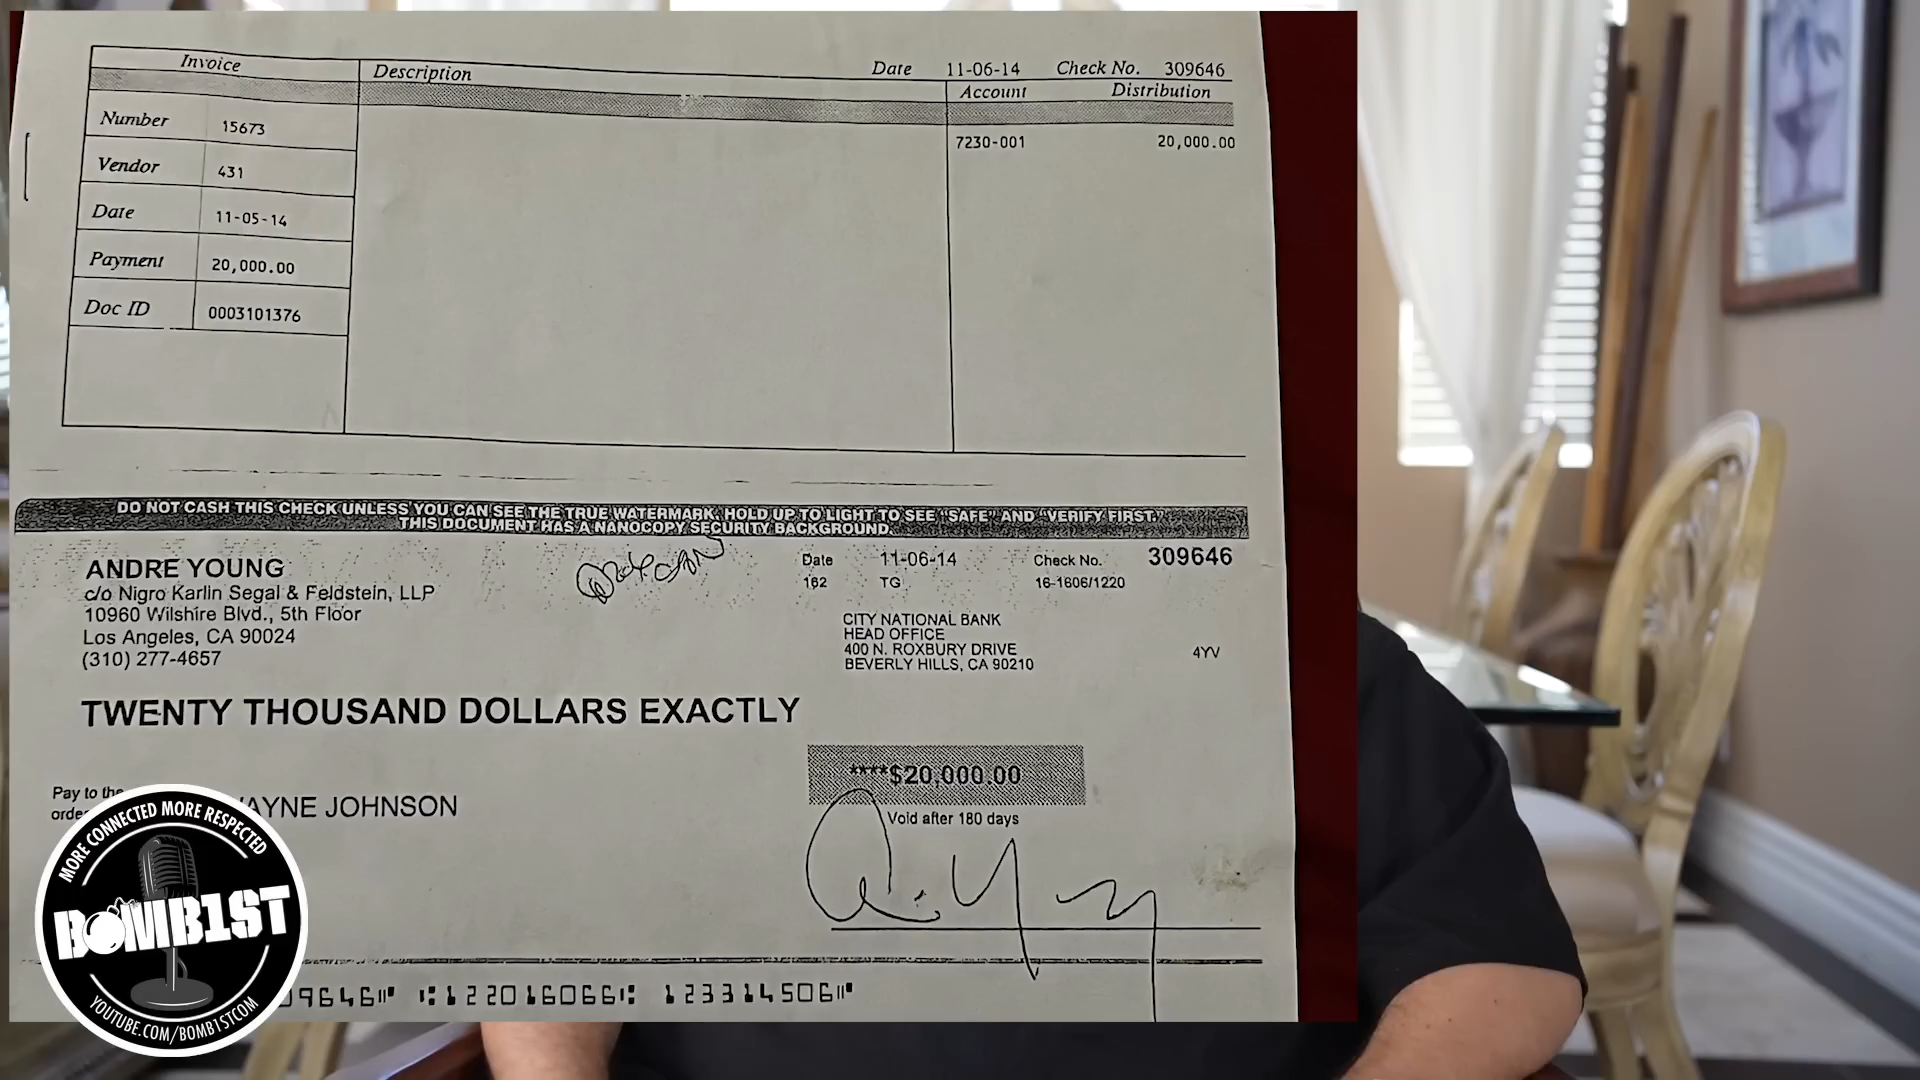 Invoice
Description
Date 11-06-14 Check No. 309646
Account Distribution
Number 15673
7230-001 20,000.00
Vendor 431
Date 11-05-14
Payment 20,000.00
Doc ID 0003101376
DO NOT CASH THIS CHECK UNLESS YOU CAN SEE THE TRUE WATERMARK, HOLD UP TO LIGHT TO SEE "SAFE" AND "VERIFY FIRST."
THIS DOCUMENT HAS A NANOCOPY SECURITY BACKGROUND.
ANDRE YOUNG
c/o Nigro Karlin Segal & Feldstein, LLP
10960 Wilshire Blvd., 5th Floor
Los Angeles, CA 90024
(310) 277-4657
Date 11-06-14 Check No. 309646
162 TG 16-1606/1220
CITY NATIONAL BANK
HEAD OFFICE
400 N. ROXBURY DRIVE
BEVERLY HILLS, CA 90210
4YV
TWENTY THOUSAND DOLLARS EXACTLY
****$20,000.00
Void after 180 days
Pay to the
AYNE JOHNSON
A. Young
09646 122016066 123314506
MORE CONNECTED MORE RESPECTED
BOMB1ST
YOUTUBE.COM/BOMB1STCOM